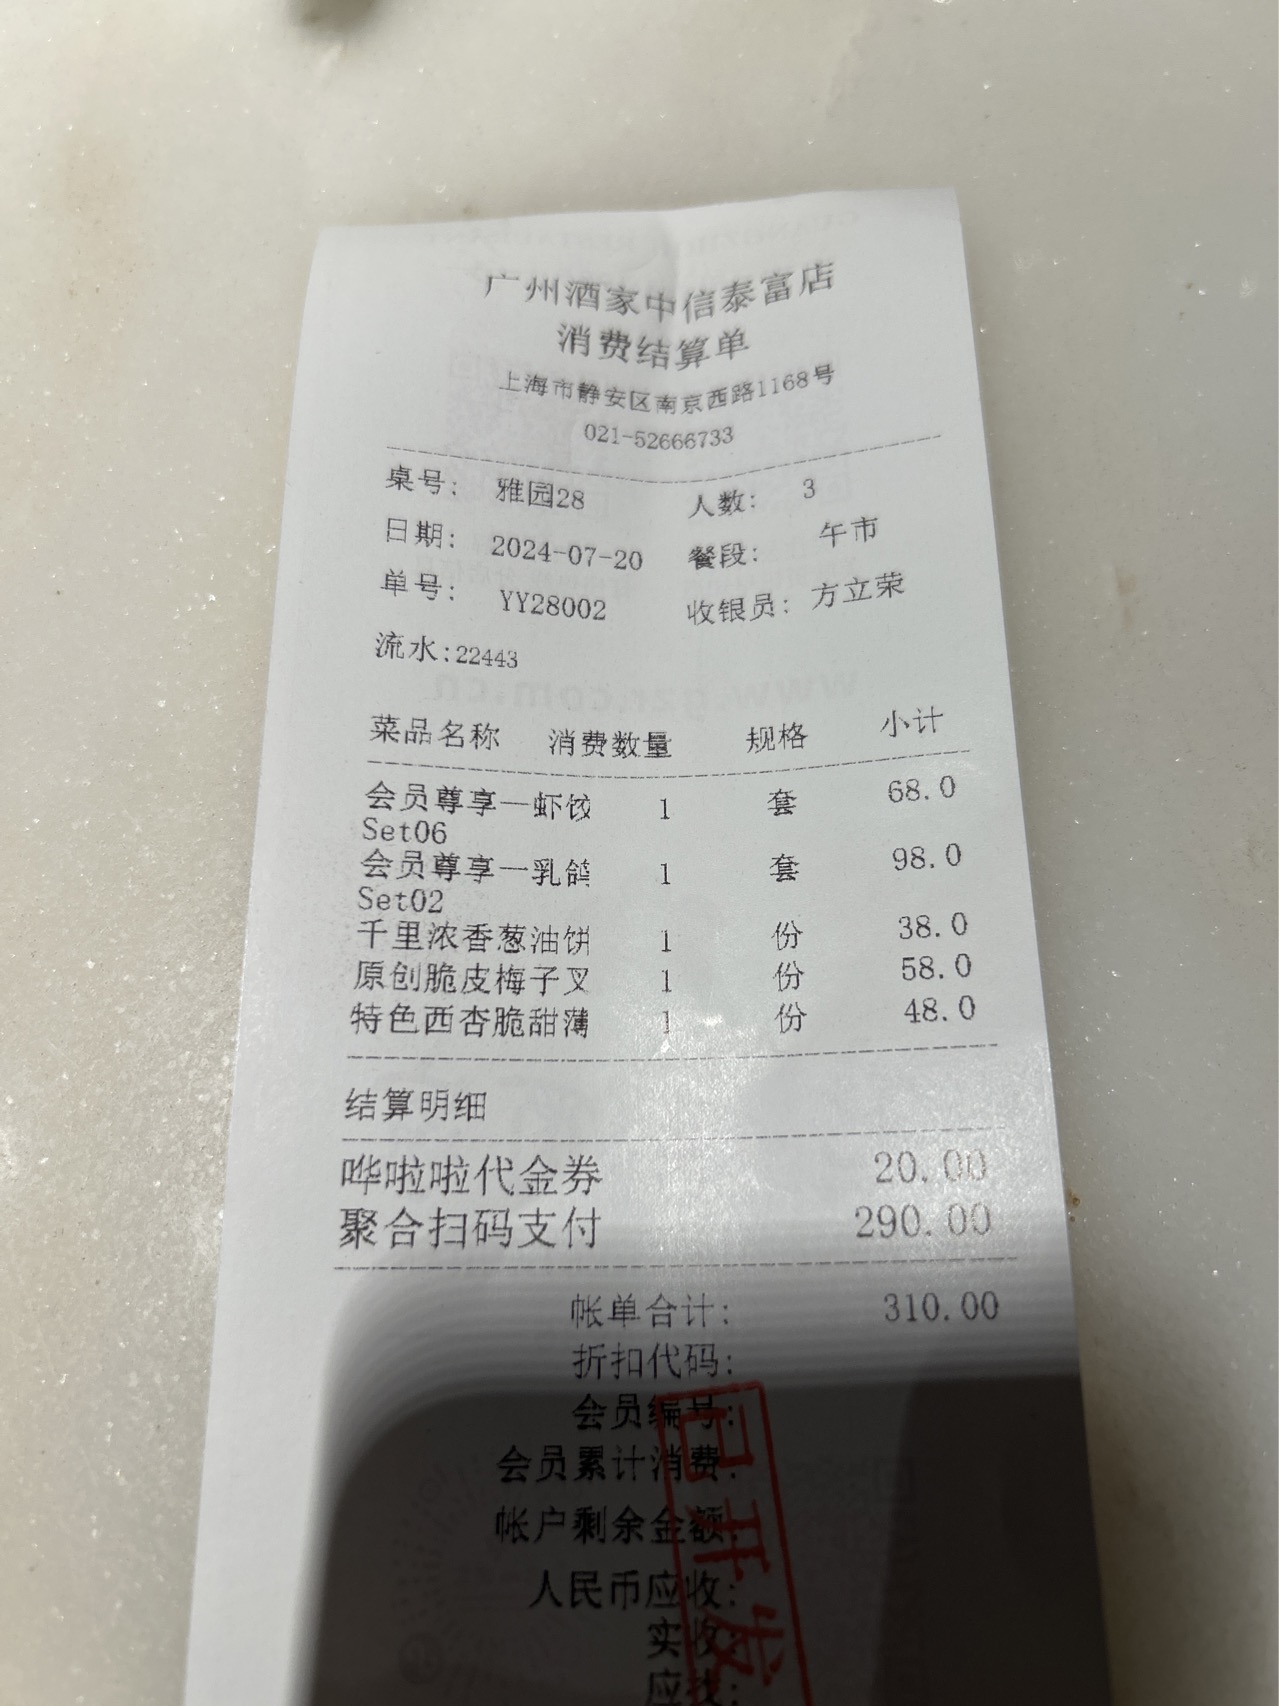 广州酒家中信泰富店
消费结算单
上海市静安区南京西路1168号
021-52666733
桌号: 雅园28 人数: 3
日期: 2024-07-20 餐段: 午市
单号: YY28002 收银员: 方立荣
流水:22443
菜品名称 消费数量 规格 小计
会员尊享一虾饺 1 套 68.0
Set06
会员尊享一乳鸽 1 套 98.0
Set02
千里浓香葱油饼 1 份 38.0
原创脆皮梅子叉 1 份 58.0
特色西杏脆甜薄 1 份 48.0
结算明细
哗啦啦代金券 20.00
聚合扫码支付 290.00
帐单合计: 310.00
折扣代码:
会员编号:
会员累计消费:
帐户剩余金额
人民币应收:
实收:
应找:
已开发
www.gzr.com.cn